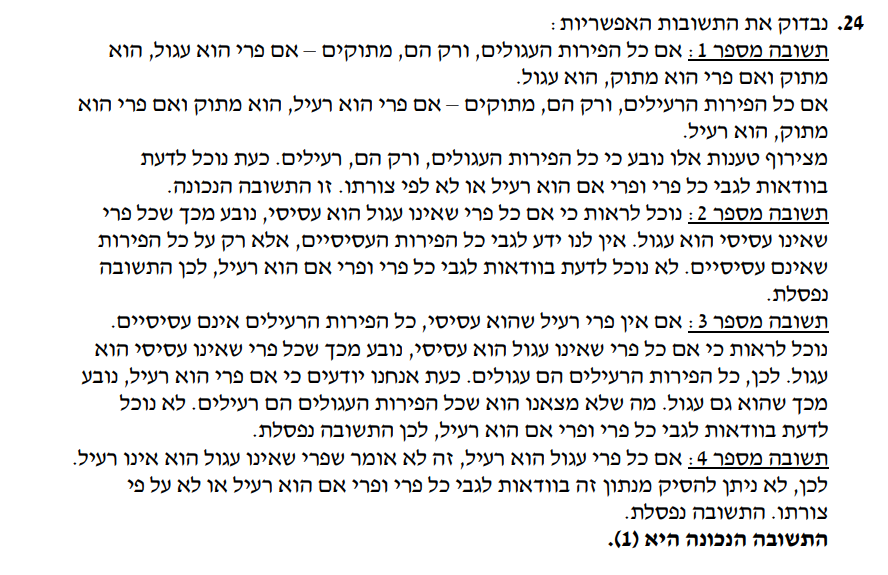 24. נבדוק את התשובות האפשריות :
תשובה מספר 1 : אם כל הפירות העגולים, ורק הם, מתוקים – אם פרי הוא עגול, הוא
מתוק ואם פרי הוא מתוק, הוא עגול.
אם כל הפירות הרעילים, ורק הם, מתוקים – אם פרי הוא רעיל, הוא מתוק ואם פרי הוא
מתוק, הוא רעיל.
מצירוף טענות אלו נובע כי כל הפירות העגולים, ורק הם, רעילים. כעת נוכל לדעת
בוודאות לגבי כל פרי ופרי אם הוא רעיל או לא לפי צורתו. זו התשובה הנכונה.
תשובה מספר 2 : נוכל לראות כי אם כל פרי שאינו עגול הוא עסיסי, נובע מכך שכל פרי
שאינו עסיסי הוא עגול. אין לנו ידע לגבי כל הפירות העסיסיים, אלא רק על כל הפירות
שאינם עסיסיים. לא נוכל לדעת בוודאות לגבי כל פרי ופרי אם הוא רעיל, לכן התשובה
נפסלת.
תשובה מספר 3 : אם אין פרי רעיל שהוא עסיסי, כל הפירות הרעילים אינם עסיסיים.
נוכל לראות כי אם כל פרי שאינו עגול הוא עסיסי, נובע מכך שכל פרי שאינו עסיסי הוא
עגול. לכן, כל הפירות הרעילים הם עגולים. כעת אנחנו יודעים כי אם פרי הוא רעיל, נובע
מכך שהוא גם עגול. מה שלא מצאנו הוא שכל הפירות העגולים הם רעילים. לא נוכל
לדעת בוודאות לגבי כל פרי ופרי אם הוא רעיל, לכן התשובה נפסלת.
תשובה מספר 4 : אם כל פרי עגול הוא רעיל, זה לא אומר שפרי שאינו עגול הוא אינו רעיל.
לכן, לא ניתן להסיק מנתון זה בוודאות לגבי כל פרי ופרי אם הוא רעיל או לא על פי
צורתו. התשובה נפסלת.
התשובה הנכונה היא (1).